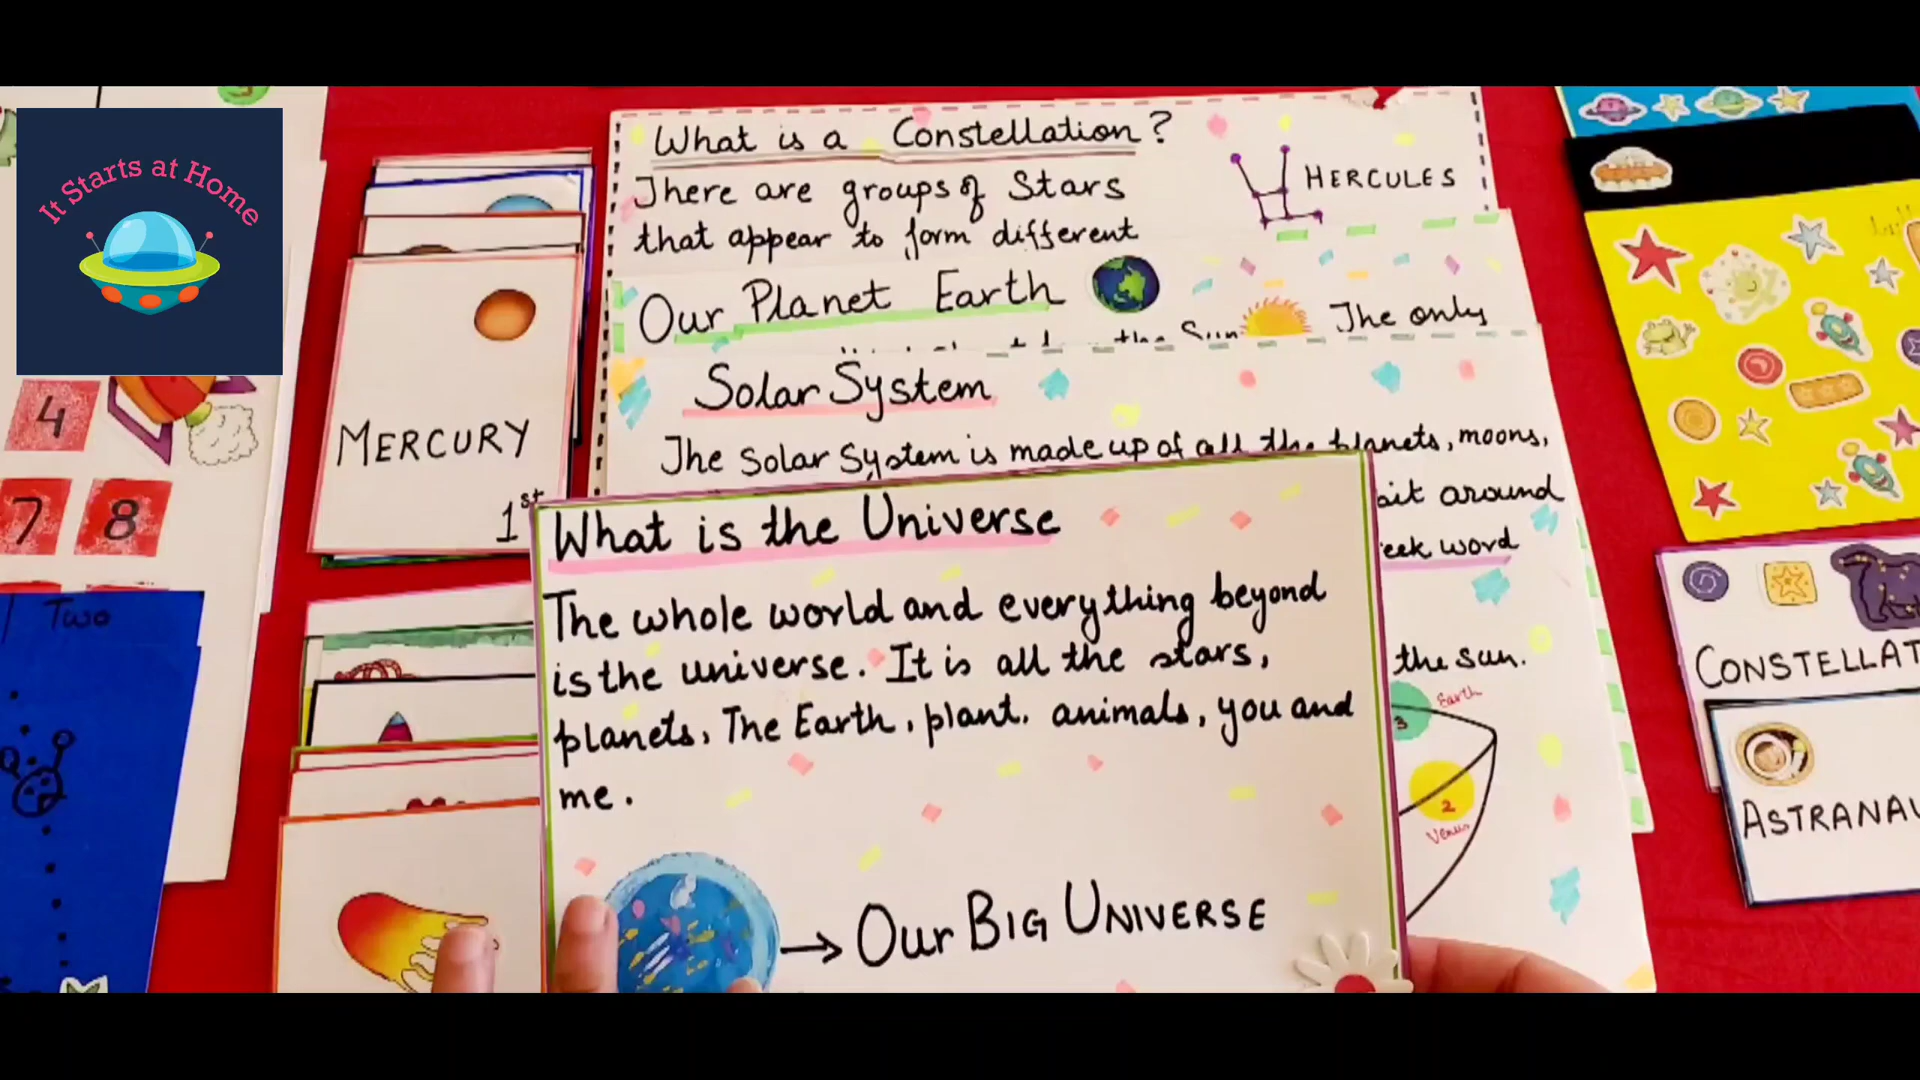 It Starts at Home
4
7 8
Two
MERCURY
1st
What is a Constellation?
There are groups of Stars
that appear to form different
HERCULES
Our Planet Earth
the Sun The only
Solar System
The Solar System is made up of all the planets, moons,
around
word
the sun.
3 Earth
2
Venus
What is the Universe
The whole world and everything beyond
is the universe. It is all the stars,
planets, The Earth, plant, animals, you and
me.
→ Our BIG UNIVERSE
CONSTELLAT
ASTRANAU